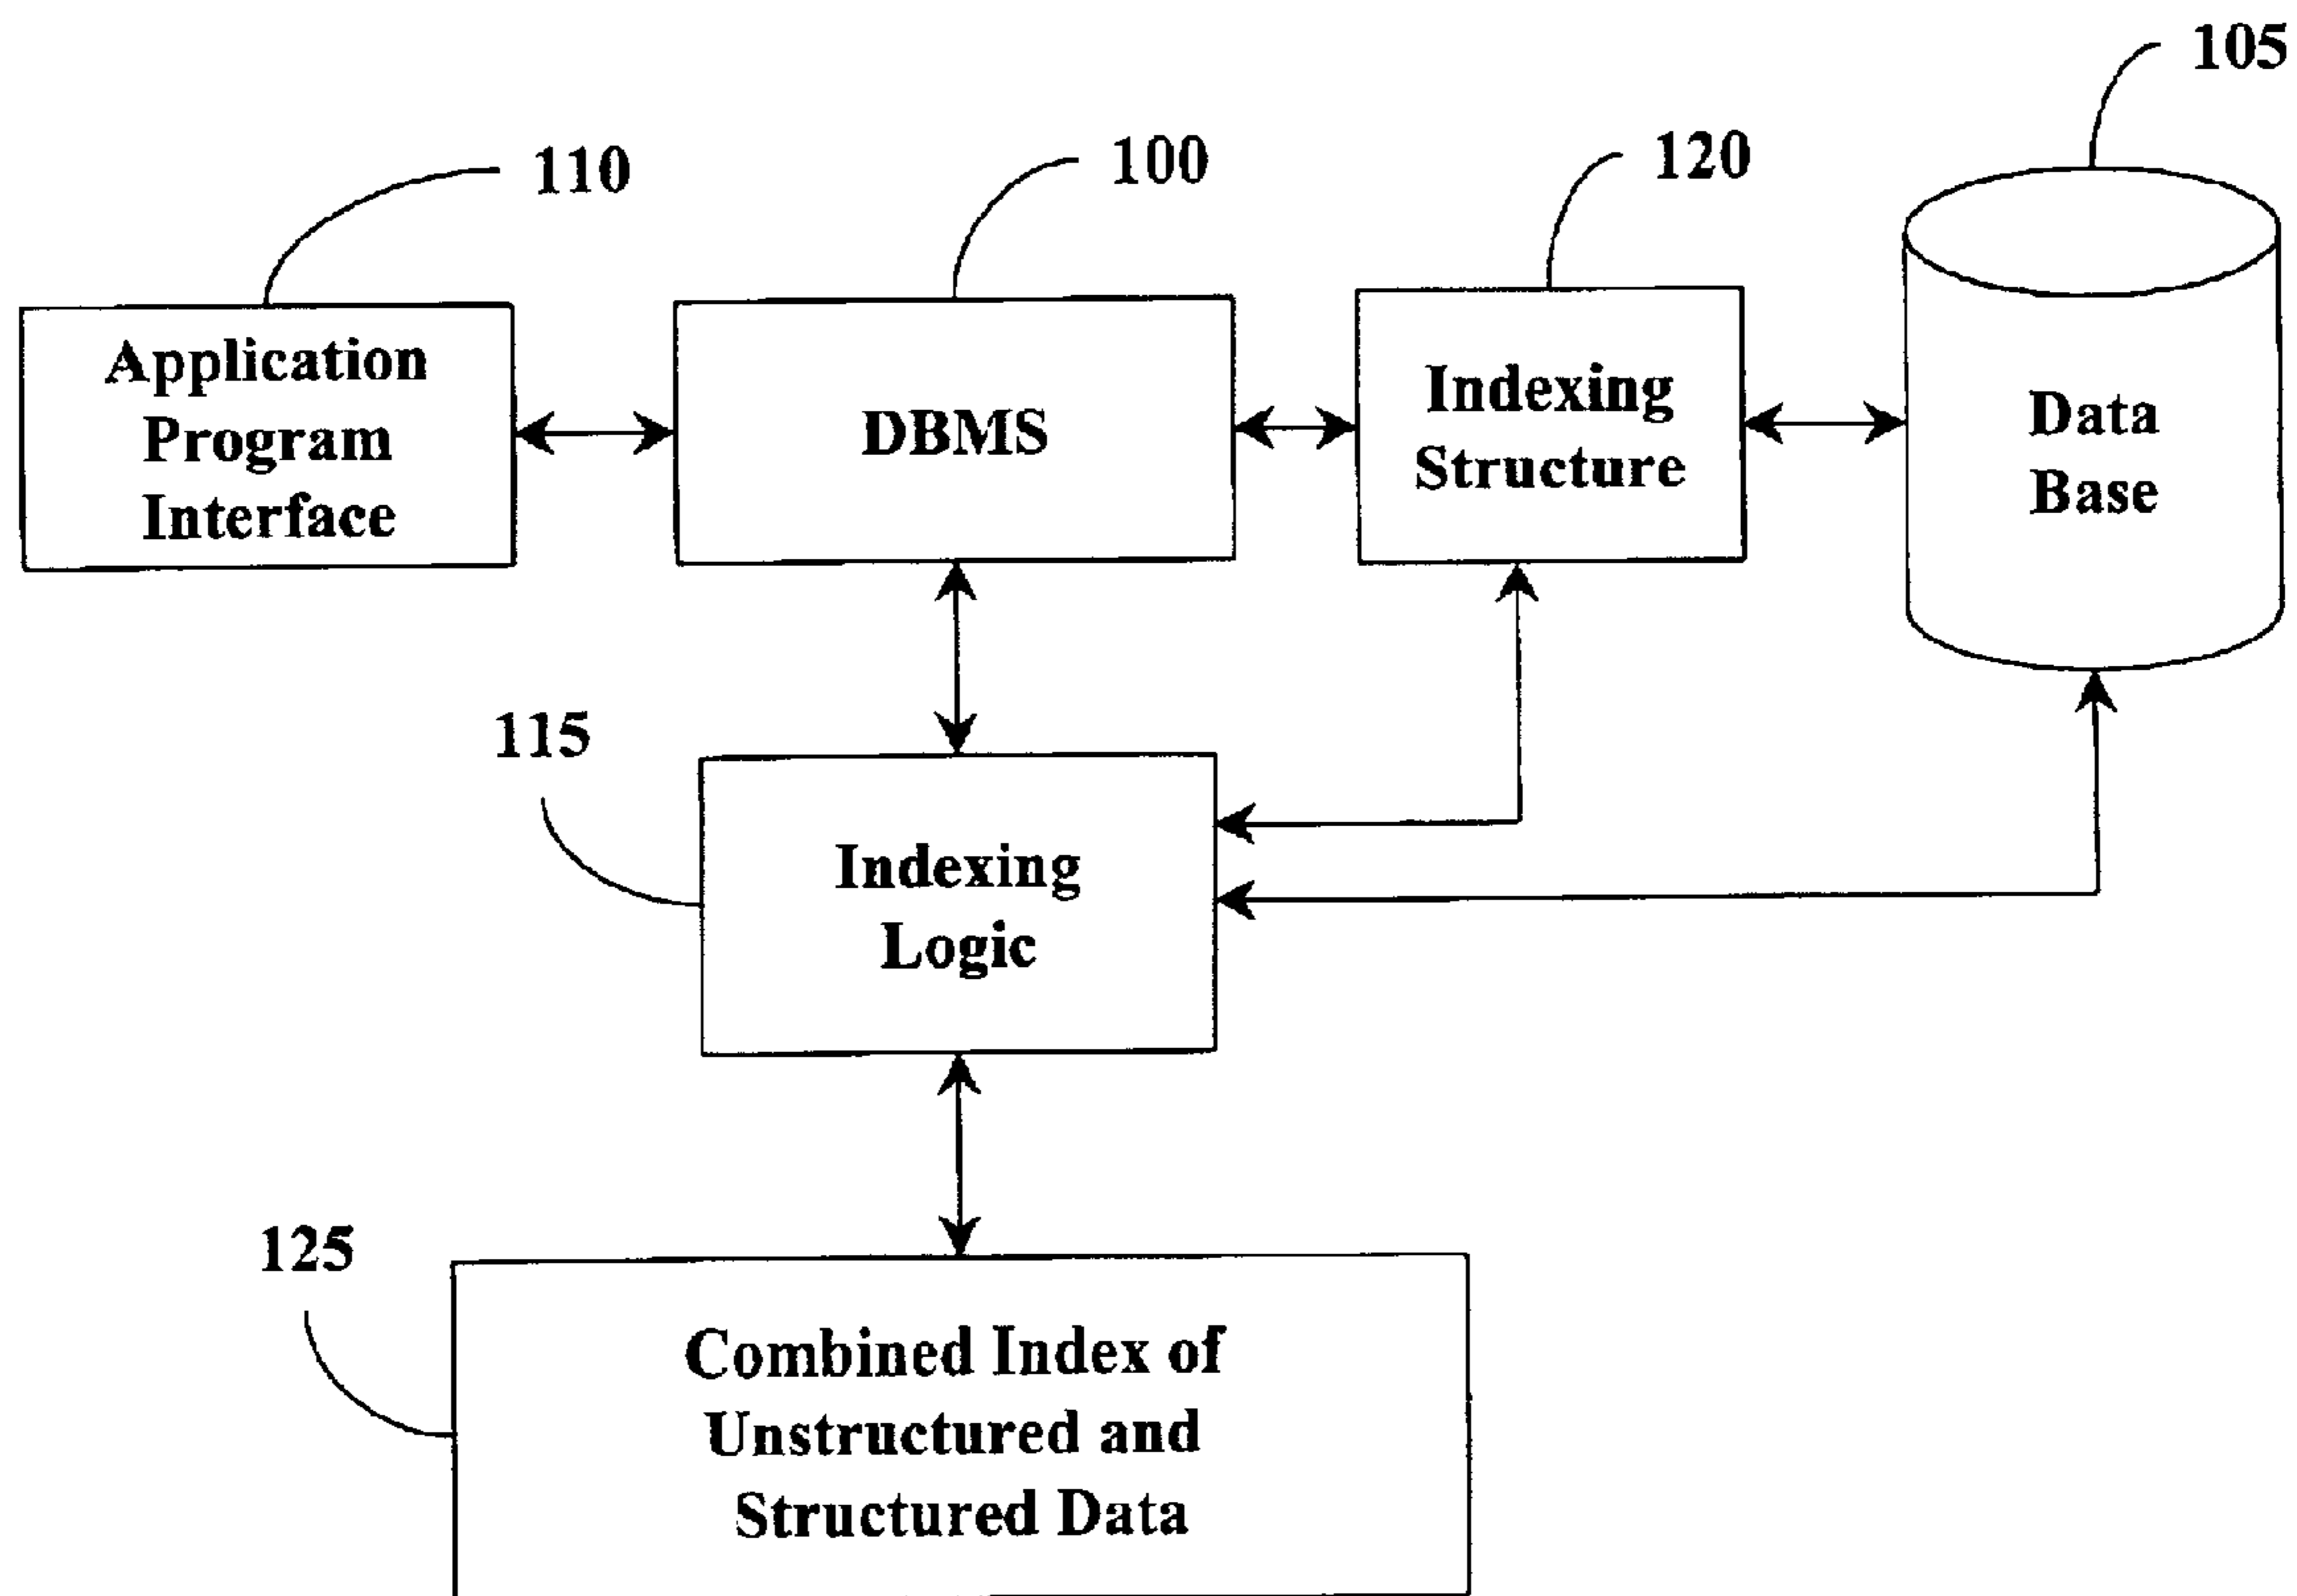 105
110
100
120
Application
Program
Interface
DBMS
Indexing
Structure
Data
Base
115
Indexing
Logic
125
Combined Index of
Unstructured and
Structured Data